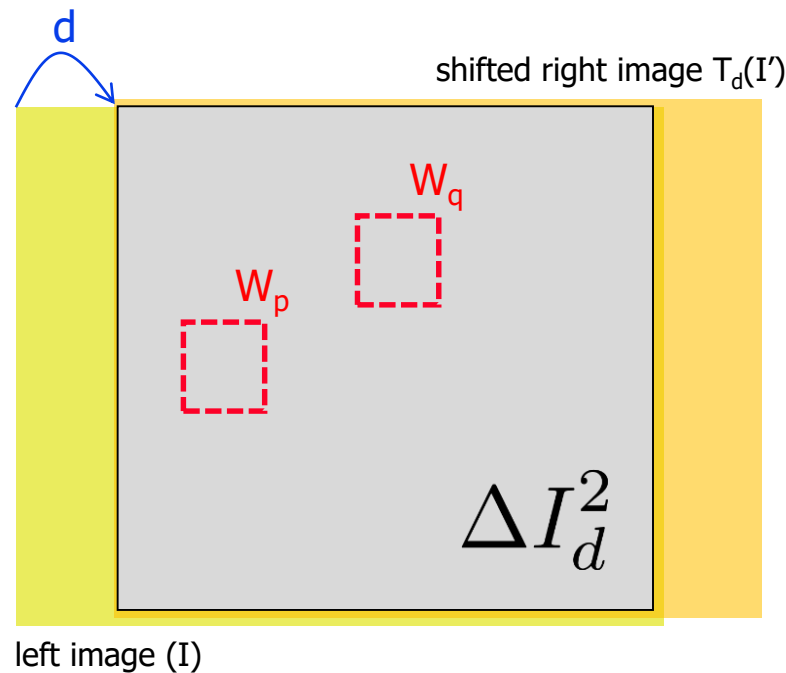 d
shifted right image T_d(I’)
W_q
W_p
ΔI_d^2
left image (I)